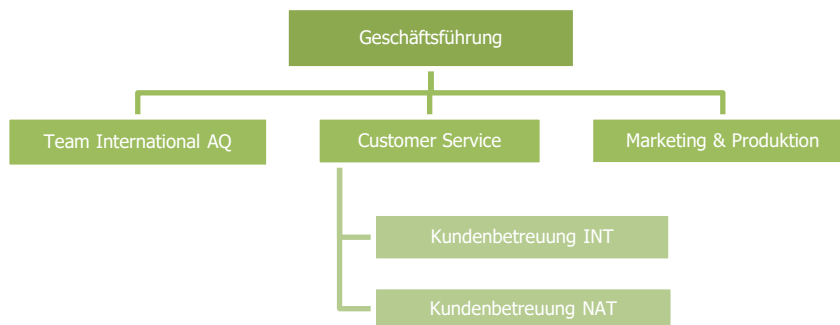 Geschäftsführung
Team International AQ
Customer Service
Marketing & Produktion
Kundenbetreuung INT
Kundenbetreuung NAT